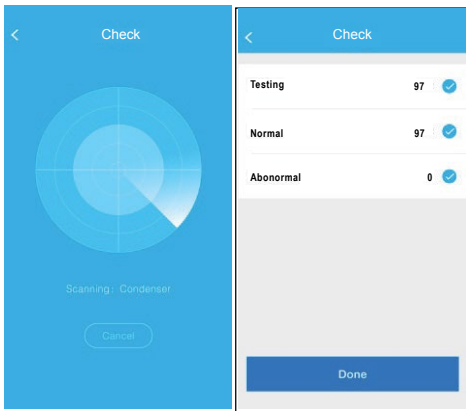 Check
Scanning: Condenser
Cancel
Check
Testing 97
Normal 97
Abonormal 0
Done